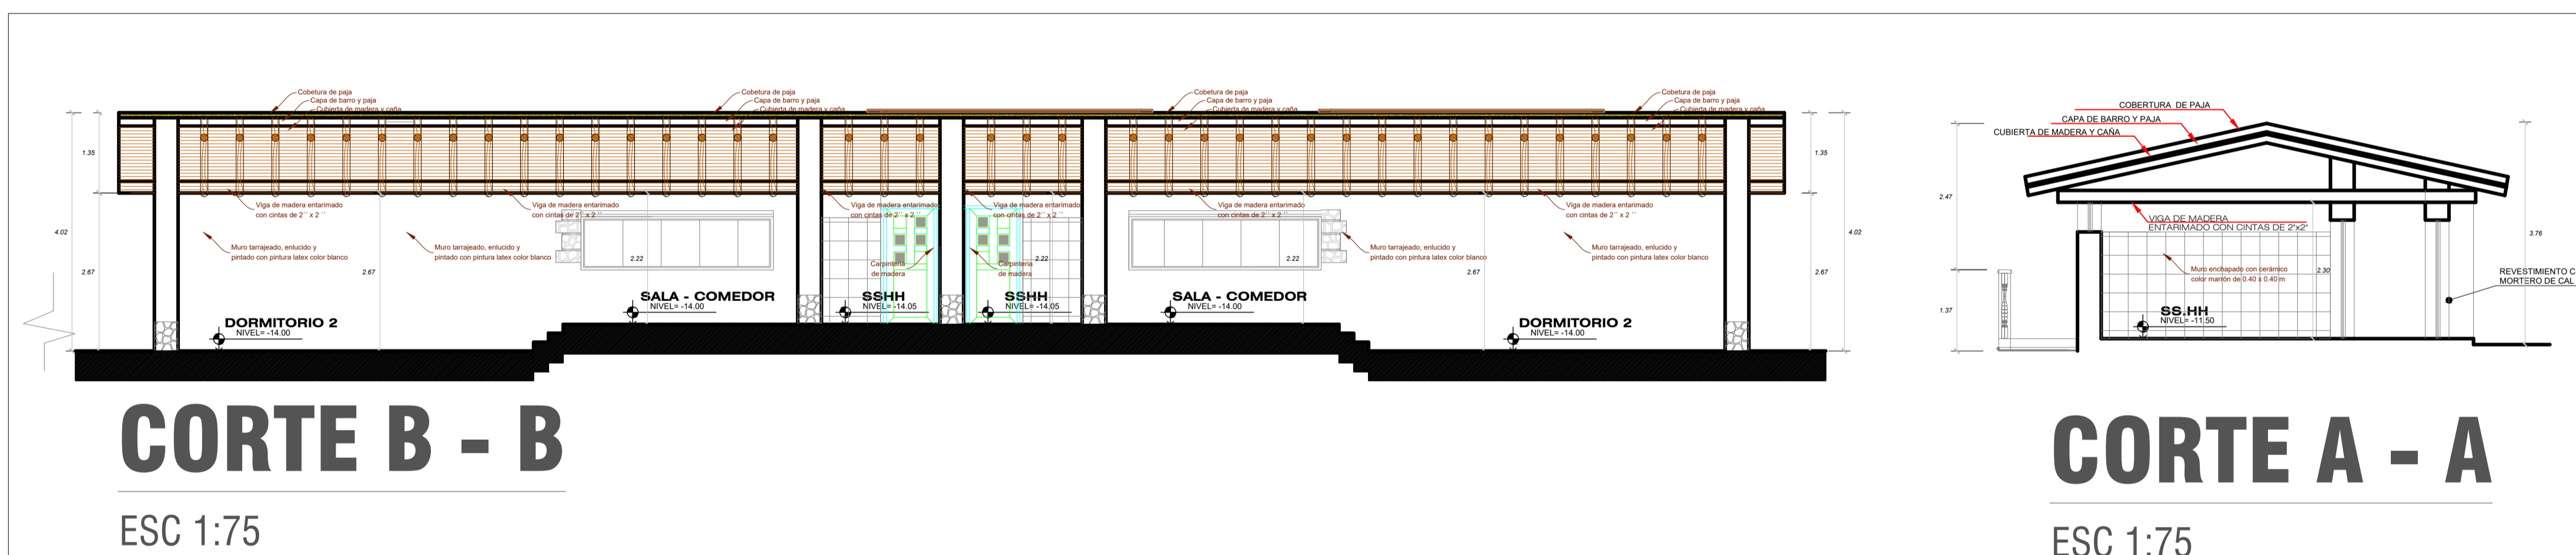 Cobetura de paja
Capa de barro y paja
Cubierta de madera y caña
Cobetura de paja
Capa de barro y paja
Cubierta de madera y caña
Cobetura de paja
Capa de barro y paja
Cubierta de madera y caña
Cobetura de paja
Capa de barro y paja
Cubierta de madera y caña
1.35
4.02
2.67
1.35
4.02
2.67
Viga de madera entarimado
con cintas de 2´´ x 2 ´´
Viga de madera entarimado
con cintas de 2´´ x 2 ´´
Viga de madera entarimado
con cintas de 2´´ x 2 ´´
Viga de madera entarimado
con cintas de 2´´ x 2 ´´
Viga de madera entarimado
con cintas de 2´´ x 2 ´´
Viga de madera entarimado
con cintas de 2´´ x 2 ´´
Muro tarrajeado, enlucido y
pintado con pintura latex color blanco
Muro tarrajeado, enlucido y
pintado con pintura latex color blanco
Muro tarrajeado, enlucido y
pintado con pintura latex color blanco
Muro tarrajeado, enlucido y
pintado con pintura latex color blanco
2.67
2.22
Carpinteria
de madera
Carpinteria
de madera
2.22
2.22
2.67
DORMITORIO 2
NIVEL= -14.00
SALA - COMEDOR
NIVEL= -14.00
SSHH
NIVEL= -14.05
SSHH
NIVEL= -14.05
SALA - COMEDOR
NIVEL= -14.00
DORMITORIO 2
NIVEL= -14.00
CORTE B - B
ESC 1:75
COBERTURA DE PAJA
CAPA DE BARRO Y PAJA
CUBIERTA DE MADERA Y CAÑA
2.47
1.37
3.76
VIGA DE MADERA
ENTARIMADO CON CINTAS DE 2"x2"
Muro enchapado con cerámico
color marrón de 0.40 x 0.40 m
2.30
REVESTIMIENTO C
MORTERO DE CAL
SS.HH
NIVEL= -11.50
CORTE A - A
ESC 1:75